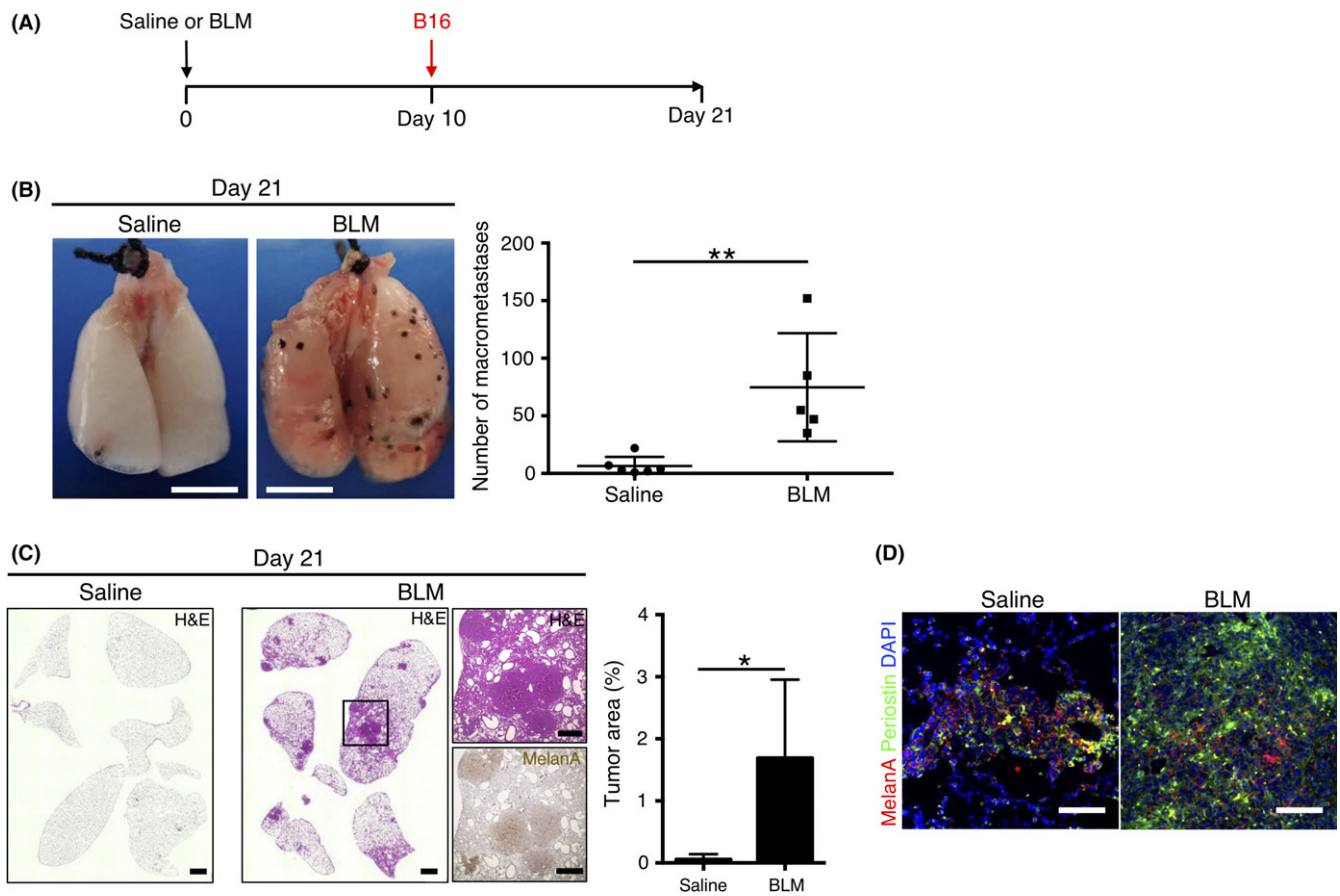 (A)
Saline or BLM
B16
0
Day 10
Day 21
(B)
Day 21
Saline
BLM
Number of macrometastases
200
150
100
50
0
**
Saline
BLM
(C)
Day 21
Saline
BLM
H&E
H&E
H&E
MelanA
Tumor area (%)
4
3
2
1
0
*
Saline
BLM
(D)
Saline
BLM
MelanA Periostin DAPI